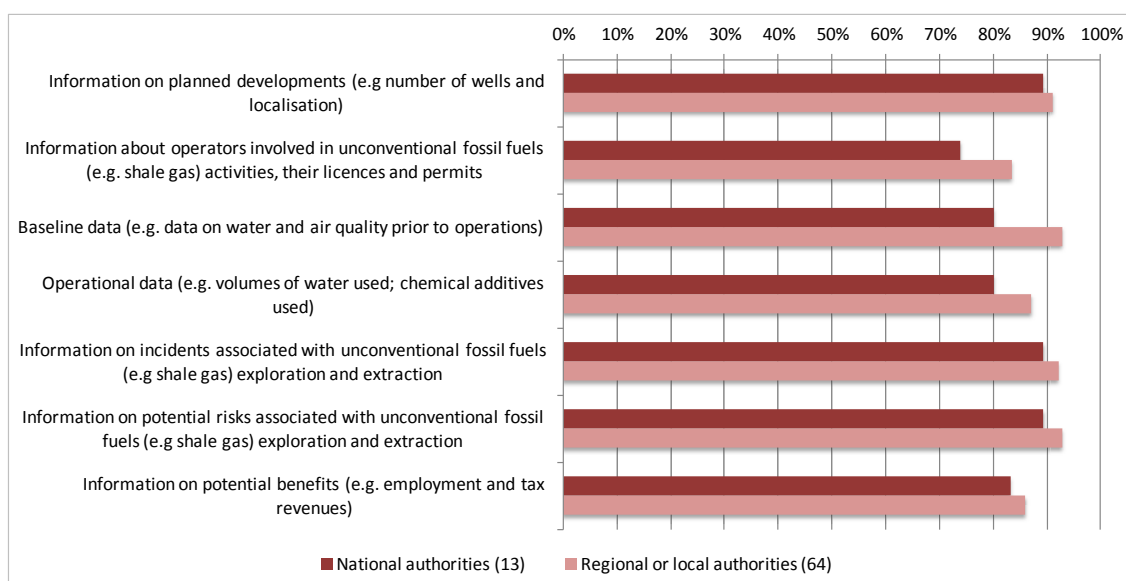 0% 10% 20% 30% 40% 50% 60% 70% 80% 90% 100%
Information on planned developments (e.g number of wells and
localisation)
Information about operators involved in unconventional fossil fuels
(e.g. shale gas) activities, their licences and permits
Baseline data (e.g. data on water and air quality prior to operations)
Operational data (e.g. volumes of water used; chemical additives
used)
Information on incidents associated with unconventional fossil fuels
(e.g shale gas) exploration and extraction
Information on potential risks associated with unconventional fossil
fuels (e.g shale gas) exploration and extraction
Information on potential benefits (e.g. employment and tax
revenues)
National authorities (13) Regional or local authorities (64)